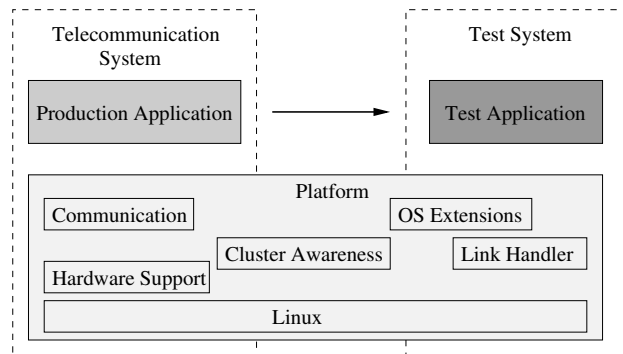 Telecommunication
System
Test System
Production Application
Test Application
Platform
Communication
OS Extensions
Cluster Awareness
Link Handler
Hardware Support
Linux